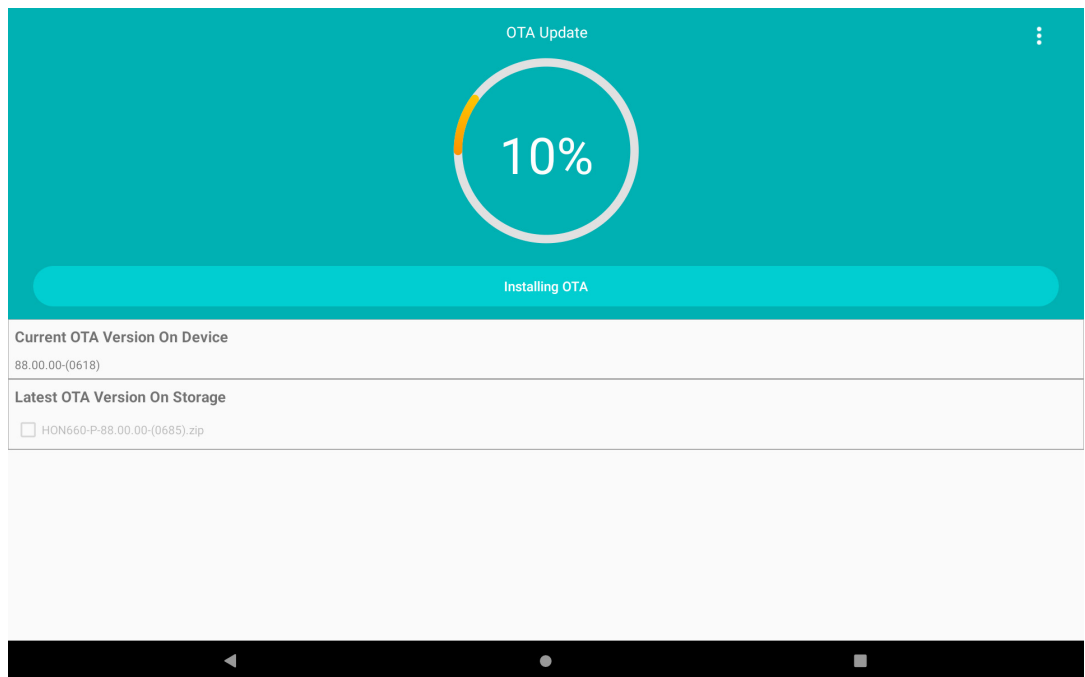 OTA Update
10%
Installing OTA
Current OTA Version On Device
88.00.00-(0618)
Latest OTA Version On Storage
HON660-P-88.00.00-(0685).zip